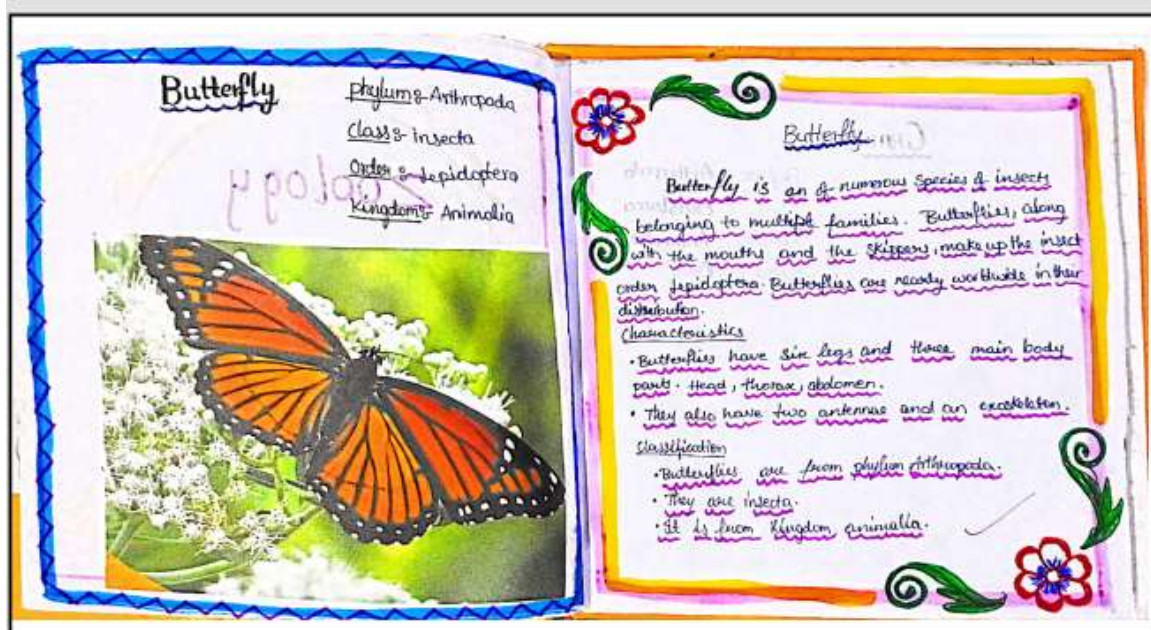 Butterfly
phylum:- Arthropoda
Class:- insecta
Order:- Lepidoptera
Kingdom:- Animalia
Zoology
Butterfly
Butterfly is an of numerous species of insects
belonging to multiple families. Butterflies, along
with the mouths and the skippers, make up the insect
order Lepidoptera. Butterflies are nearly worldwide in their
distribution.
Characteristics
• Butterflies have six legs and three main body
parts. Head, thorax, abdomen.
• They also have two antennae and an exoskeleton.
Classification
• Butterflies are from phylum Arthropoda.
• They are insecta.
• It is from Kingdom animalia.